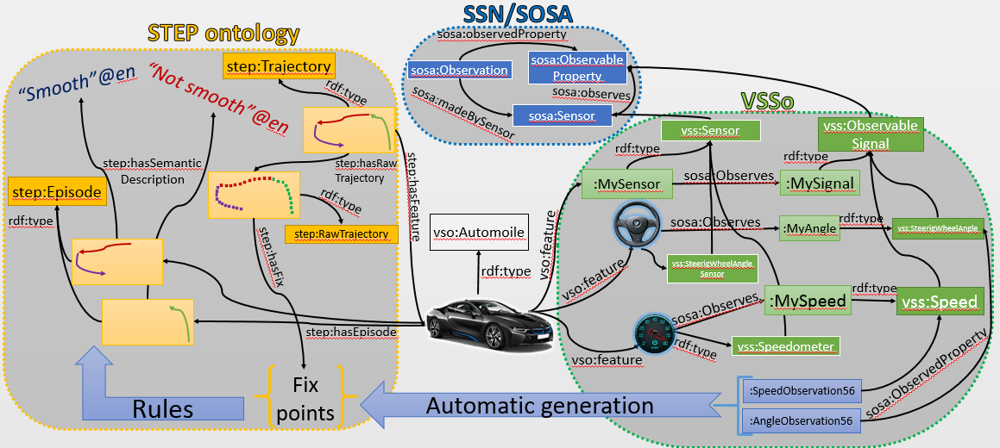 SSN/SOSA
STEP ontology
sosa:observedProperty
"Smooth"@en
"Not smooth"@en
step:Trajectory
rdf:type
sosa:Observation
sosa:Observable
Property
sosa:observes
sosa:madeBySensor
sosa:Sensor
VSSo
vss:Sensor
vss:Observable
Signal
rdf:type
rdf:type
step:hasSemantic
Description
step:hasRaw
Trajectory
step:hasFeature
step:Episode
rdf:type
rdf:type
step:RawTrajectory
step:hasFix
:MySensor
sosa:Observes
:MySignal
vso:Automoile
rdf:type
vso:feature
sosa:Observes
:MyAngle
rdf:type
vss:SteerigWheelAngle
vso:feature
vss:SteerigWheelAngle
Sensor
:MySpeed
rdf:type
vss:Speed
sosa:Observes
step:hasEpisode
vso:feature
rdf:type
vss:Speedometer
sosa:ObservedProperty
Rules
Fix
points
Automatic generation
:SpeedObservation56
:AngleObservation56